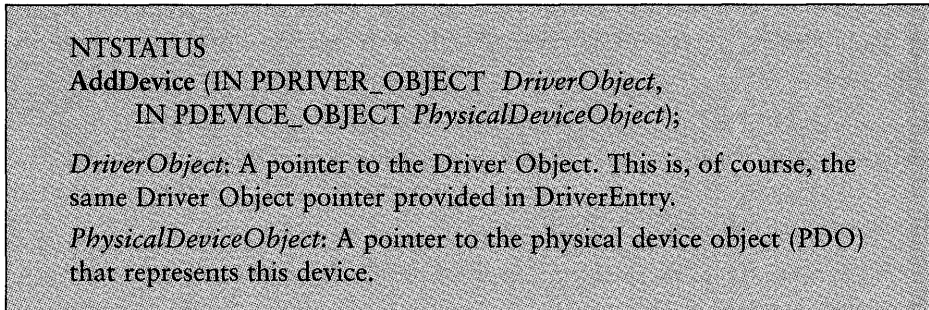 NTSTATUS
AddDevice (IN PDRIVER_OBJECT DriverObject,
IN PDEVICE_OBJECT PhysicalDeviceObject);
DriverObject: A pointer to the Driver Object. This is, of course, the
same Driver Object pointer provided in DriverEntry.
PhysicalDeviceObject: A pointer to the physical device object (PDO)
that represents this device.